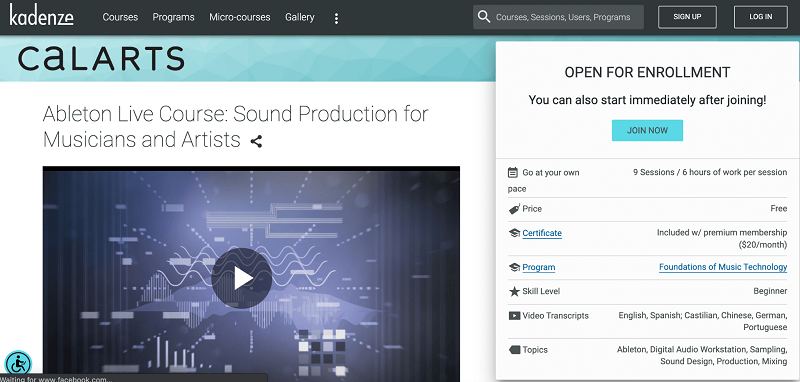 kadenze
Courses Programs Micro-courses Gallery
Courses, Sessions, Users, Programs
SIGN UP
LOG IN
CALARTS
Ableton Live Course: Sound Production for
Musicians and Artists
OPEN FOR ENROLLMENT
You can also start immediately after joining!
JOIN NOW
Go at your own
pace
9 Sessions / 6 hours of work per session
Price
Free
Certificate
Included w/ premium membership
($20/month)
Program
Foundations of Music Technology
Skill Level
Beginner
Video Transcripts
English, Spanish; Castilian, Chinese, German,
Portuguese
Topics
Ableton, Digital Audio Workstation, Sampling,
Sound Design, Production, Mixing
Waiting for www.facebook.com...